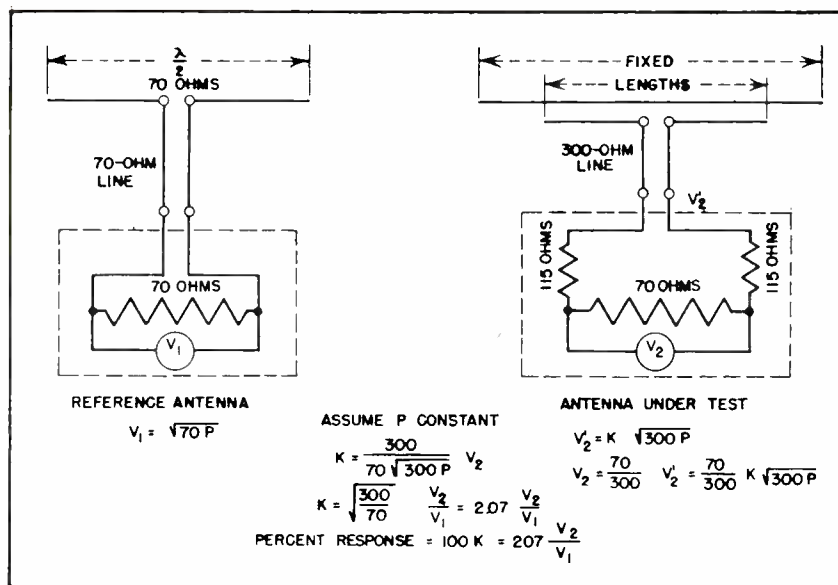 λ/2
70 OHMS
70-OHM
LINE
70 OHMS
V₁
REFERENCE ANTENNA
V₁ = √70 P
FIXED
LENGTHS
300-OHM
LINE
V'₂
115 OHMS
70 OHMS
115 OHMS
V₂
ANTENNA UNDER TEST
V'₂ = K √300 P
V₂ = 70/300 V'₂ = 70/300 K √300 P
ASSUME P CONSTANT
K = 300/(70 √300 P) V₂
K = √(300/70) V₂/V₁ = 2.07 V₂/V₁
PERCENT RESPONSE = 100 K = 207 V₂/V₁